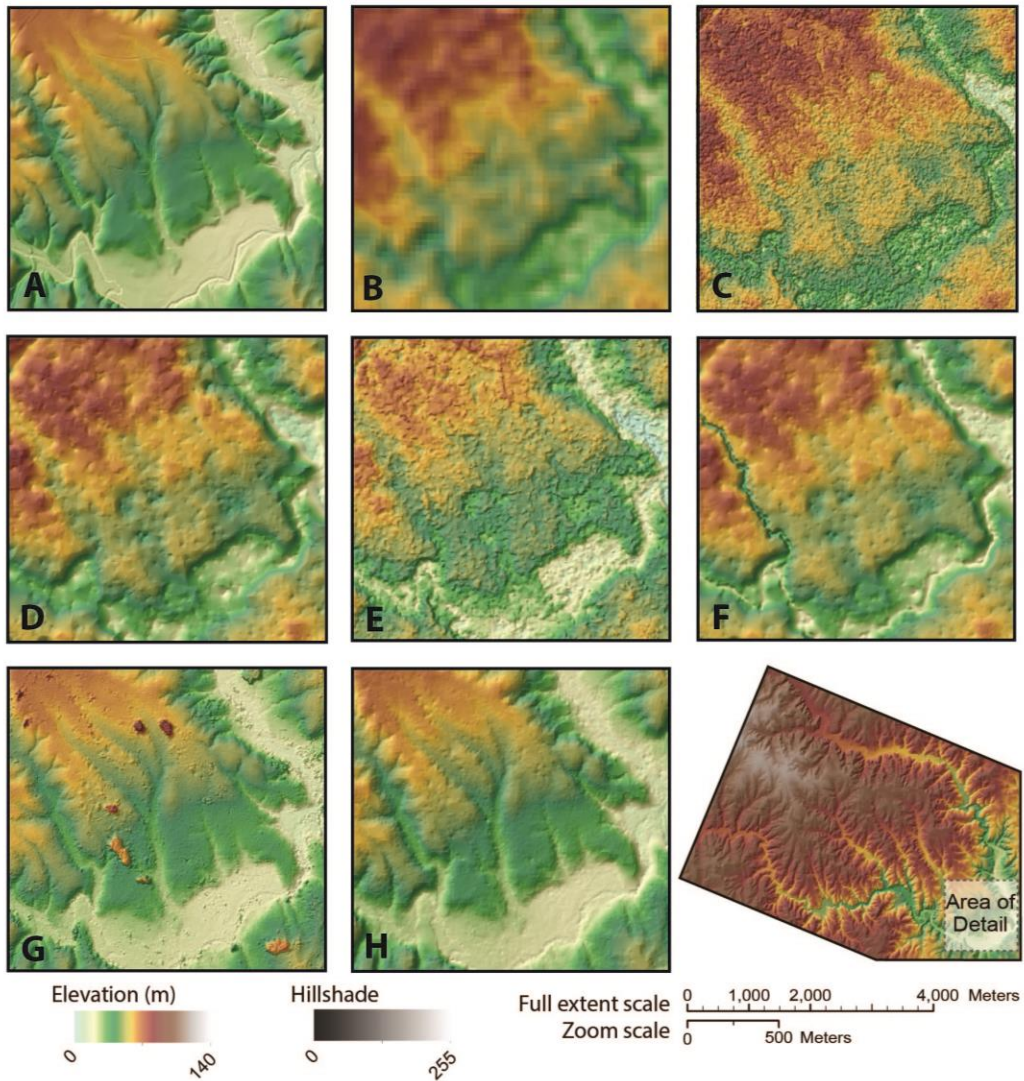 A
B
C
D
E
F
G
H
Area of
Detail
Elevation (m)
0
140
Hillshade
0
255
Full extent scale
0 1,000 2,000 4,000 Meters
Zoom scale
0 500 Meters